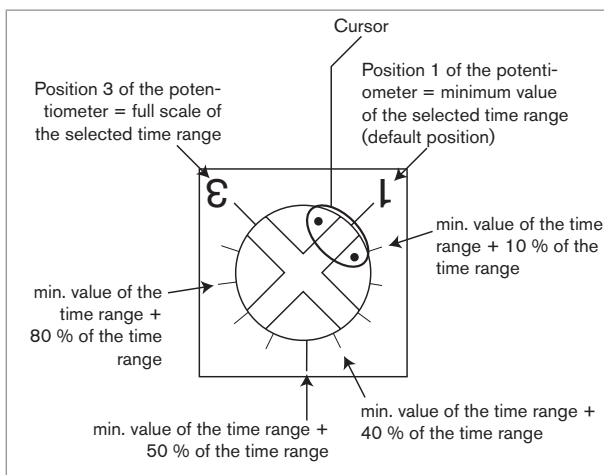 Cursor
Position 3 of the poten-
tiometer = full scale of
the selected time range
Position 1 of the potenti-
ometer = minimum value
of the selected time range
(default position)
3
1
min. value of the time
range + 10 % of the
time range
min. value of the
time range +
80 % of the time
range
min. value of the time range +
50 % of the time range
min. value of the time range +
40 % of the time range